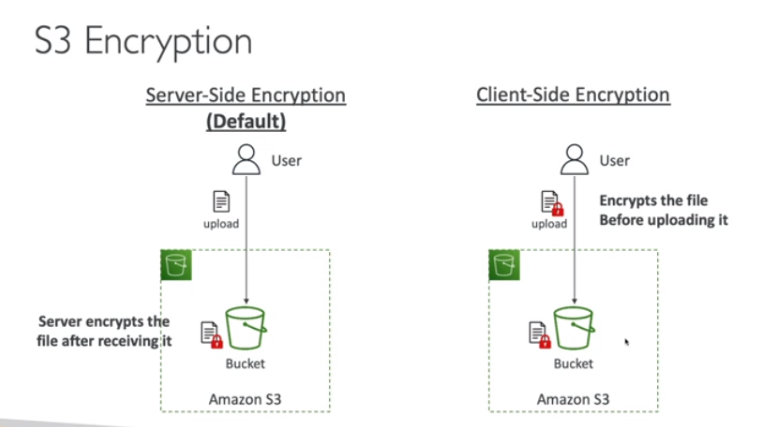 S3 Encryption
Server-Side Encryption
(Default)
User
upload
Server encrypts the
file after receiving it
Bucket
Amazon S3
Client-Side Encryption
User
upload
Encrypts the file
Before uploading it
Bucket
Amazon S3